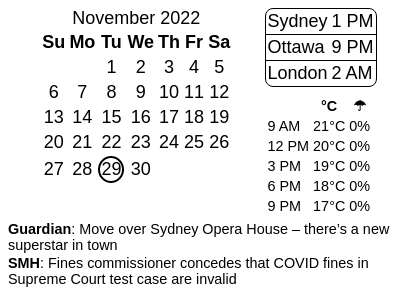 November 2022
Su Mo Tu We Th Fr Sa
1 2 3 4 5
6 7 8 9 10 11 12
13 14 15 16 17 18 19
20 21 22 23 24 25 26
27 28 29 30
Sydney 1 PM
Ottawa 9 PM
London 2 AM
°C ☂
9 AM 21°C 0%
12 PM 20°C 0%
3 PM 19°C 0%
6 PM 18°C 0%
9 PM 17°C 0%
Guardian: Move over Sydney Opera House – there’s a new
superstar in town
SMH: Fines commissioner concedes that COVID fines in
Supreme Court test case are invalid